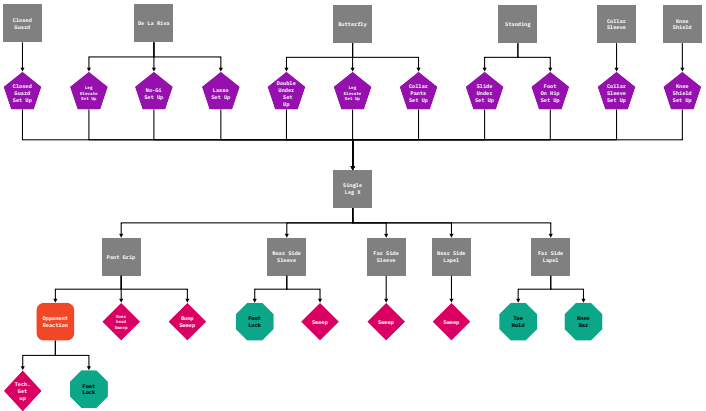 Closed
Guard
De La Riva
Butterfly
Standing
Collar
Sleeve
Knee
Shield
Closed
Guard
Set Up
Leg
Elevate
Set Up
No-Gi
Set Up
Lasso
Set Up
Double
Under
Set
Up
Leg
Elevate
Set Up
Collar
Pants
Set Up
Slide
Under
Set Up
Foot
On Hip
Set Up
Collar
Sleeve
Set Up
Knee
Shield
Set Up
Single
Leg X
Pant Grip
Near Side
Sleeve
Far Side
Sleeve
Near Side
Lapel
Far Side
Lapel
Opponent
Reaction
Over
head
Sweep
Bump
Sweep
Foot
Lock
Sweep
Sweep
Sweep
Toe
Hold
Knee
Bar
Tech.
Get
up
Foot
Lock